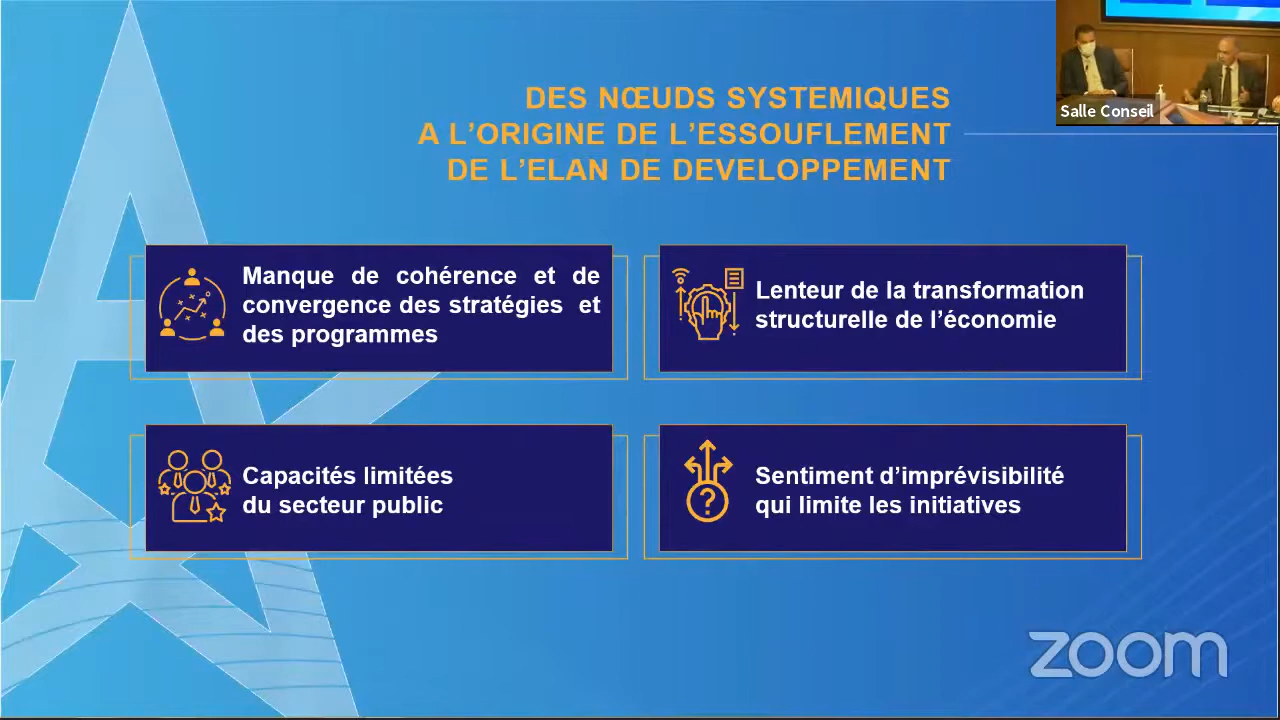 DES NŒUDS SYSTEMIQUES
A L’ORIGINE DE L’ESSOUFLEMENT
DE L’ELAN DE DEVELOPPEMENT
Salle Conseil
Manque de cohérence et de
convergence des stratégies et
des programmes
Lenteur de la transformation
structurelle de l’économie
Capacités limitées
du secteur public
Sentiment d’imprévisibilité
qui limite les initiatives
zoom